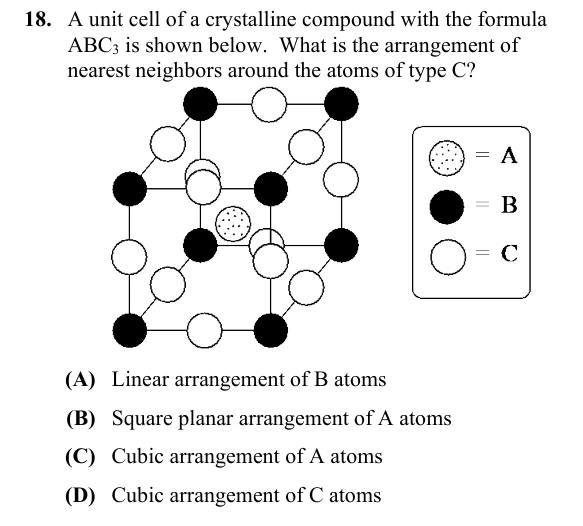 18. A unit cell of a crystalline compound with the formula
ABC₃ is shown below. What is the arrangement of
nearest neighbors around the atoms of type C?
= A
= B
= C
(A) Linear arrangement of B atoms
(B) Square planar arrangement of A atoms
(C) Cubic arrangement of A atoms
(D) Cubic arrangement of C atoms